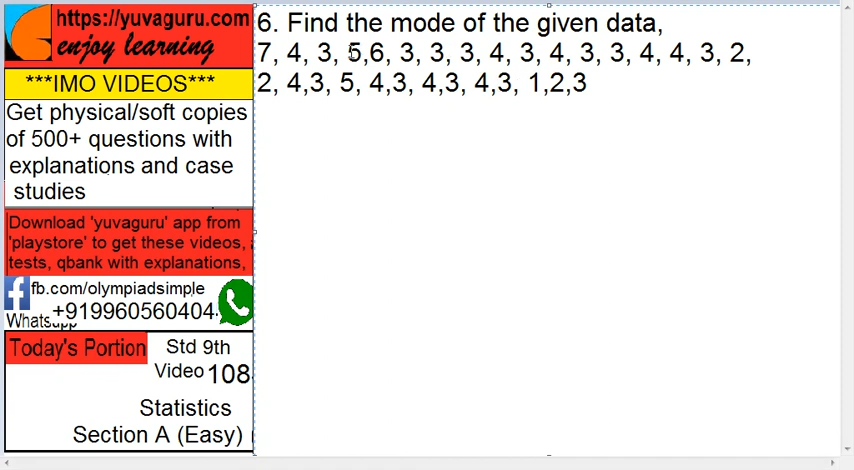 https://yuvaguru.com
enjoy learning
***IMO VIDEOS***
Get physical/soft copies
of 500+ questions with
explanations and case
studies
Download 'yuvaguru' app from
'playstore' to get these videos,
tests, qbank with explanations,
fb.com/olympiadsimple
+919960560404
Whatsupp
Today's Portion
Std 9th
Video 108
Statistics
Section A (Easy)
6. Find the mode of the given data,
7, 4, 3, 5,6, 3, 3, 3, 4, 3, 4, 3, 3, 4, 4, 3, 2,
2, 4,3, 5, 4,3, 4,3, 4,3, 1,2,3